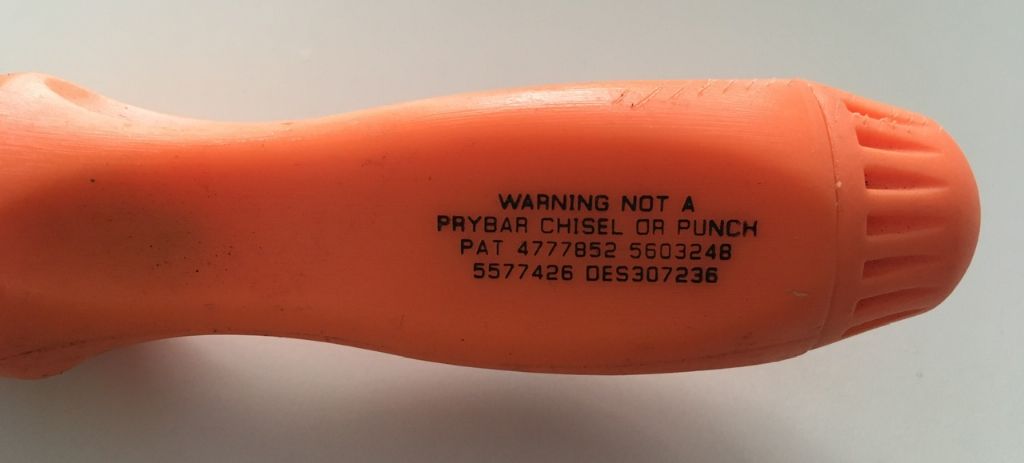 WARNING NOT A
PRYBAR CHISEL OR PUNCH
PAT 4777852 5603248
5577426 DES307236